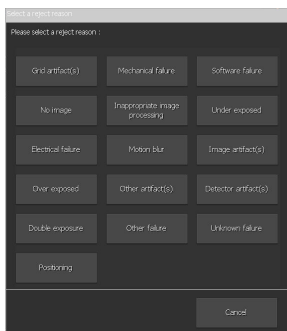 Select a reject reason
Please select a reject reason :
Grid artifact(s)
Mechanical failure
Software failure
No image
Inappropriate image
processing
Under exposed
Electrical failure
Motion blur
Image artifact(s)
Over exposed
Other artifact(s)
Detector artifact(s)
Double exposure
Other failure
Unknown failure
Positioning
Cancel